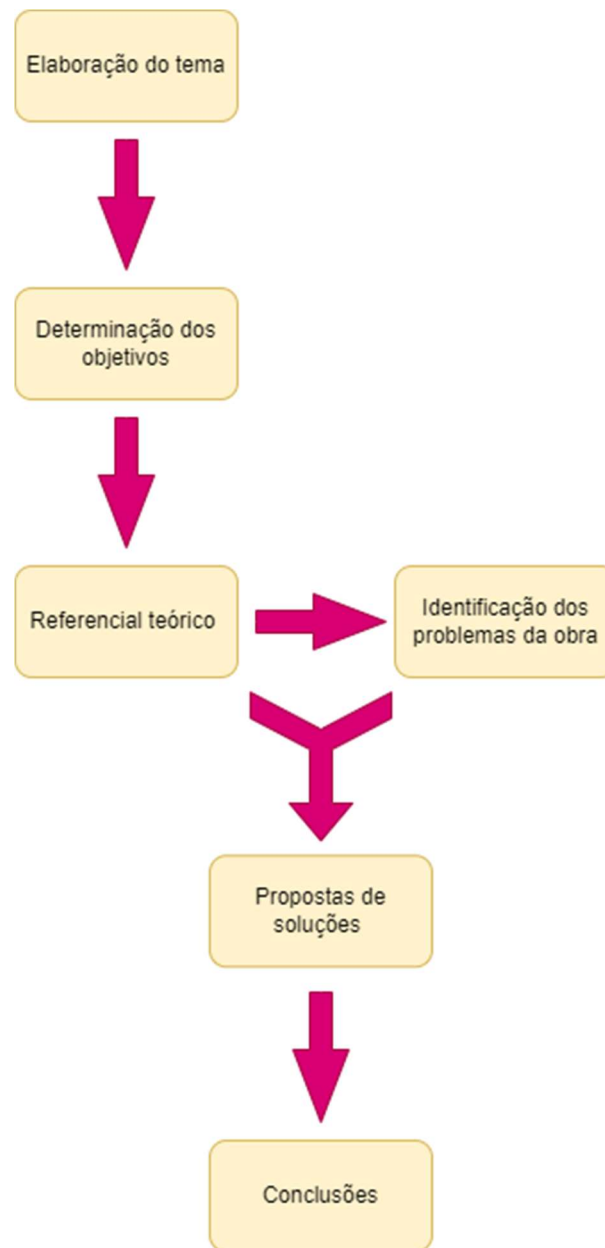 Elaboração do tema
Determinação dos
objetivos
Referencial teórico
Identificação dos
problemas da obra
Propostas de
soluções
Conclusões